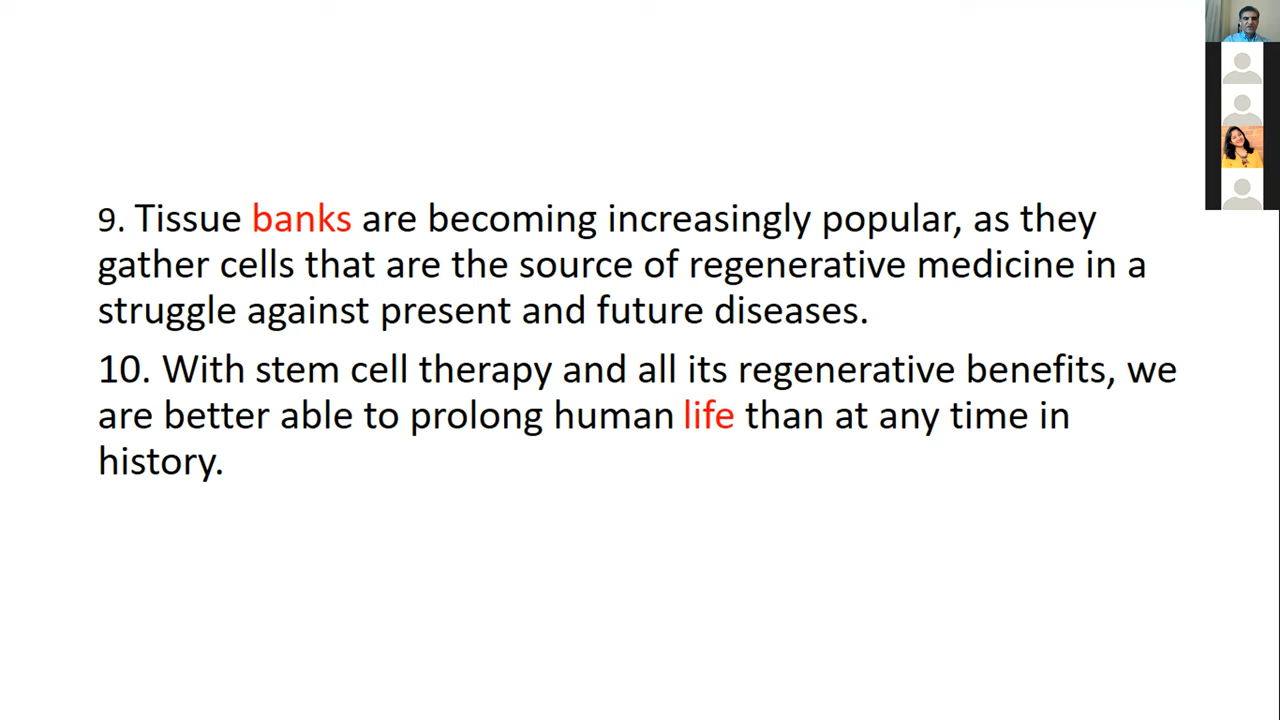 9. Tissue banks are becoming increasingly popular, as they
gather cells that are the source of regenerative medicine in a
struggle against present and future diseases.
10. With stem cell therapy and all its regenerative benefits, we
are better able to prolong human life than at any time in
history.